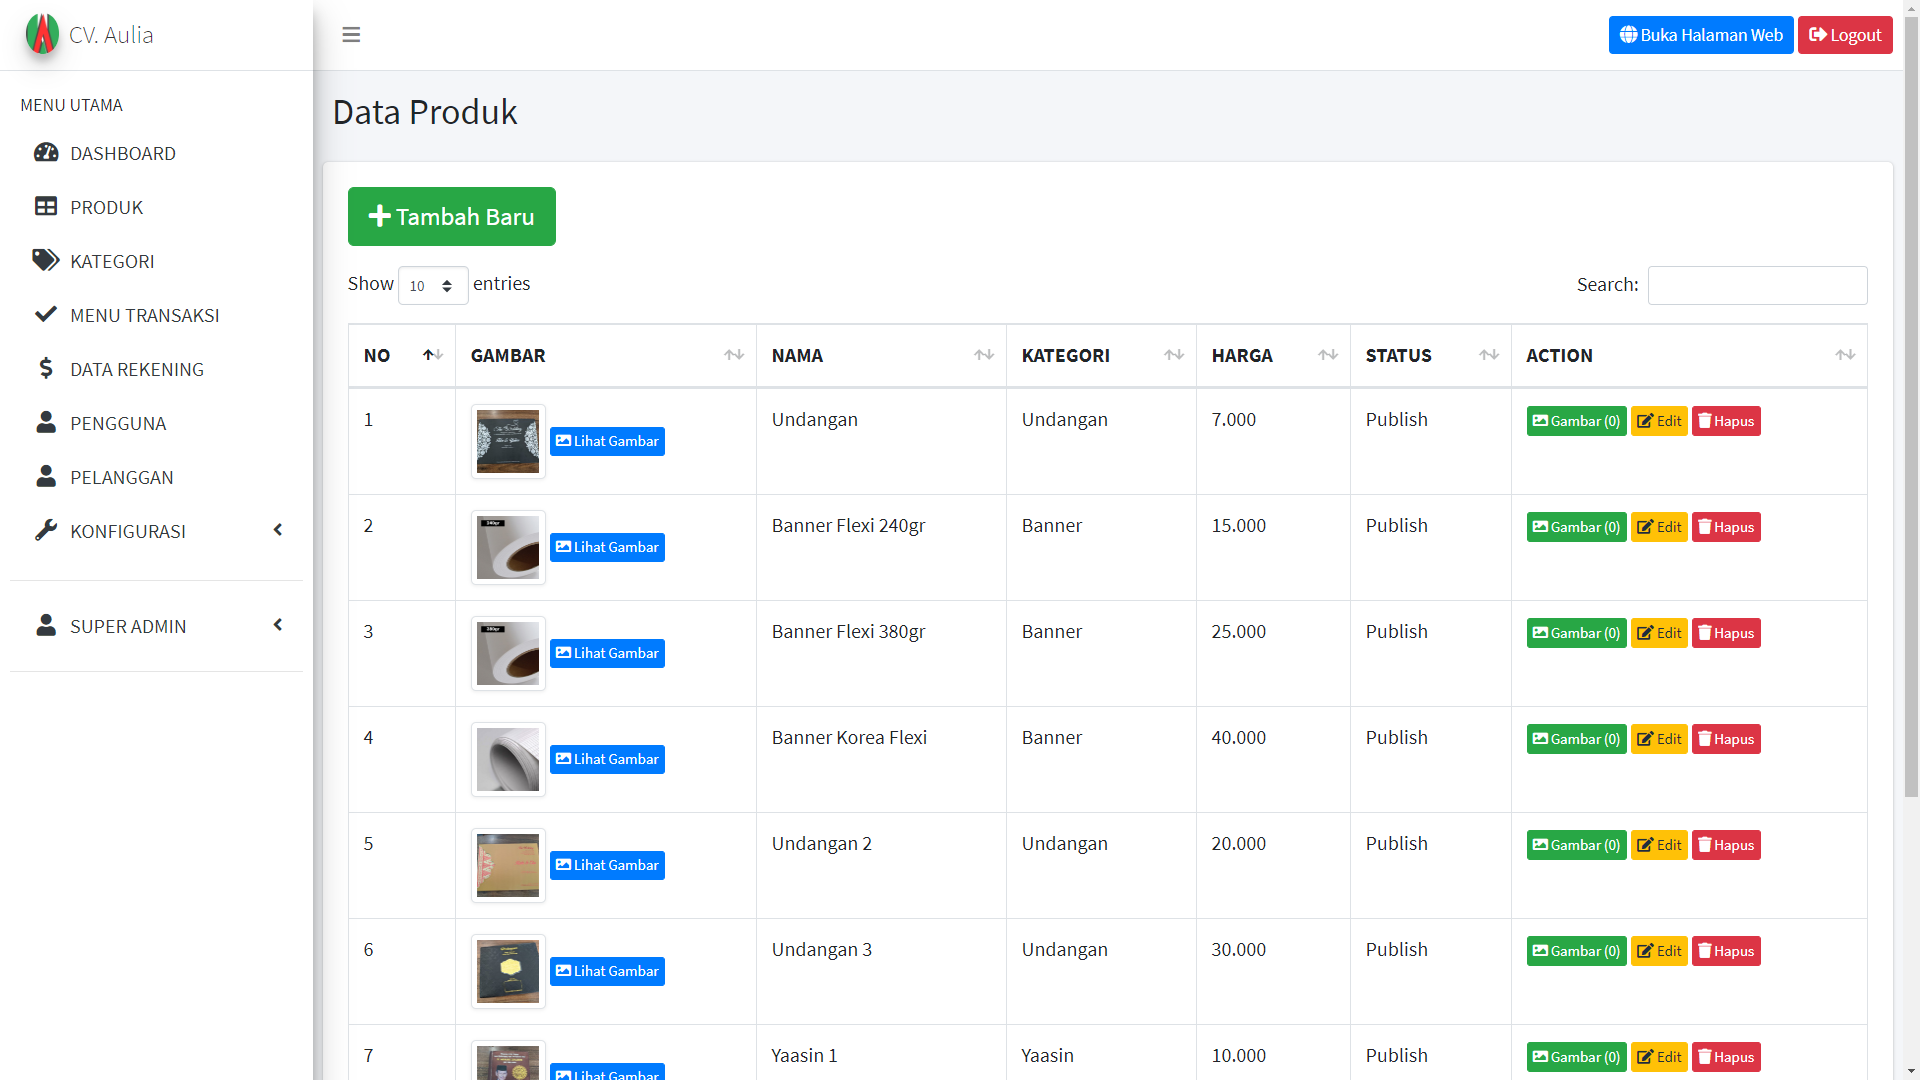 CV. Aulia
Buka Halaman Web
Logout
MENU UTAMA
DASHBOARD
PRODUK
KATEGORI
MENU TRANSAKSI
DATA REKENING
PENGGUNA
PELANGGAN
KONFIGURASI
SUPER ADMIN
Data Produk
Tambah Baru
Show 10 entries
Search:
NO GAMBAR NAMA KATEGORI HARGA STATUS ACTION
1 Lihat Gambar Undangan Undangan 7.000 Publish Gambar (0) Edit Hapus
240gr
2 Lihat Gambar Banner Flexi 240gr Banner 15.000 Publish Gambar (0) Edit Hapus
380gr
3 Lihat Gambar Banner Flexi 380gr Banner 25.000 Publish Gambar (0) Edit Hapus
4 Lihat Gambar Banner Korea Flexi Banner 40.000 Publish Gambar (0) Edit Hapus
5 Lihat Gambar Undangan 2 Undangan 20.000 Publish Gambar (0) Edit Hapus
6 Lihat Gambar Undangan 3 Undangan 30.000 Publish Gambar (0) Edit Hapus
7 Lihat Gambar Yaasin 1 Yaasin 10.000 Publish Gambar (0) Edit Hapus